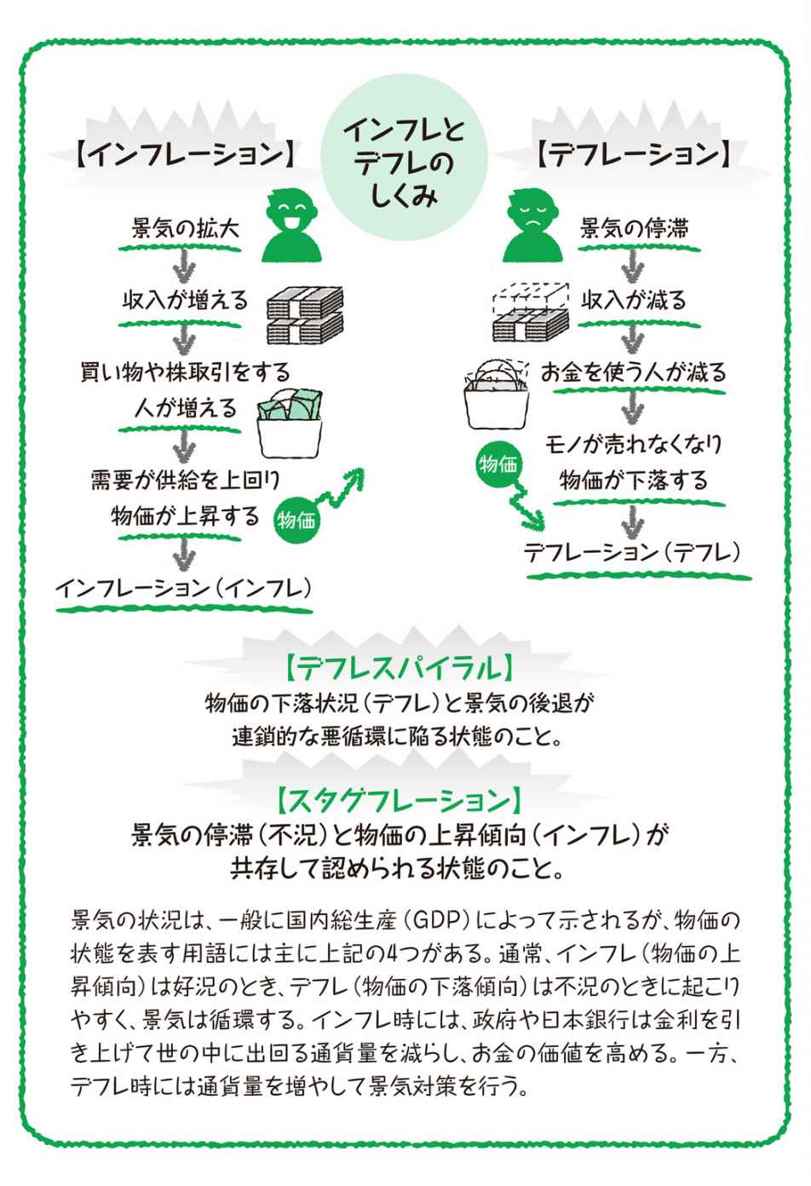 インフレと
デフレの
しくみ
【インフレーション】
景気の拡大
収入が増える
買い物や株取引をする
人が増える
需要が供給を上回り
物価が上昇する
物価
インフレーション（インフレ）
【デフレーション】
景気の停滞
収入が減る
お金を使う人が減る
モノが売れなくなり
物価が下落する
物価
デフレーション（デフレ）
【デフレスパイラル】
物価の下落状況（デフレ）と景気の後退が
連鎖的な悪循環に陥る状態のこと。
【スタグフレーション】
景気の停滞（不況）と物価の上昇傾向（インフレ）が
共存して認められる状態のこと。
景気の状況は、一般に国内総生産（GDP）によって示されるが、物価の
状態を表す用語には主に上記の4つがある。通常、インフレ（物価の上
昇傾向）は好況のとき、デフレ（物価の下落傾向）は不況のときに起こり
やすく、景気は循環する。インフレ時には、政府や日本銀行は金利を引
き上げて世の中に出回る通貨量を減らし、お金の価値を高める。一方、
デフレ時には通貨量を増やして景気対策を行う。